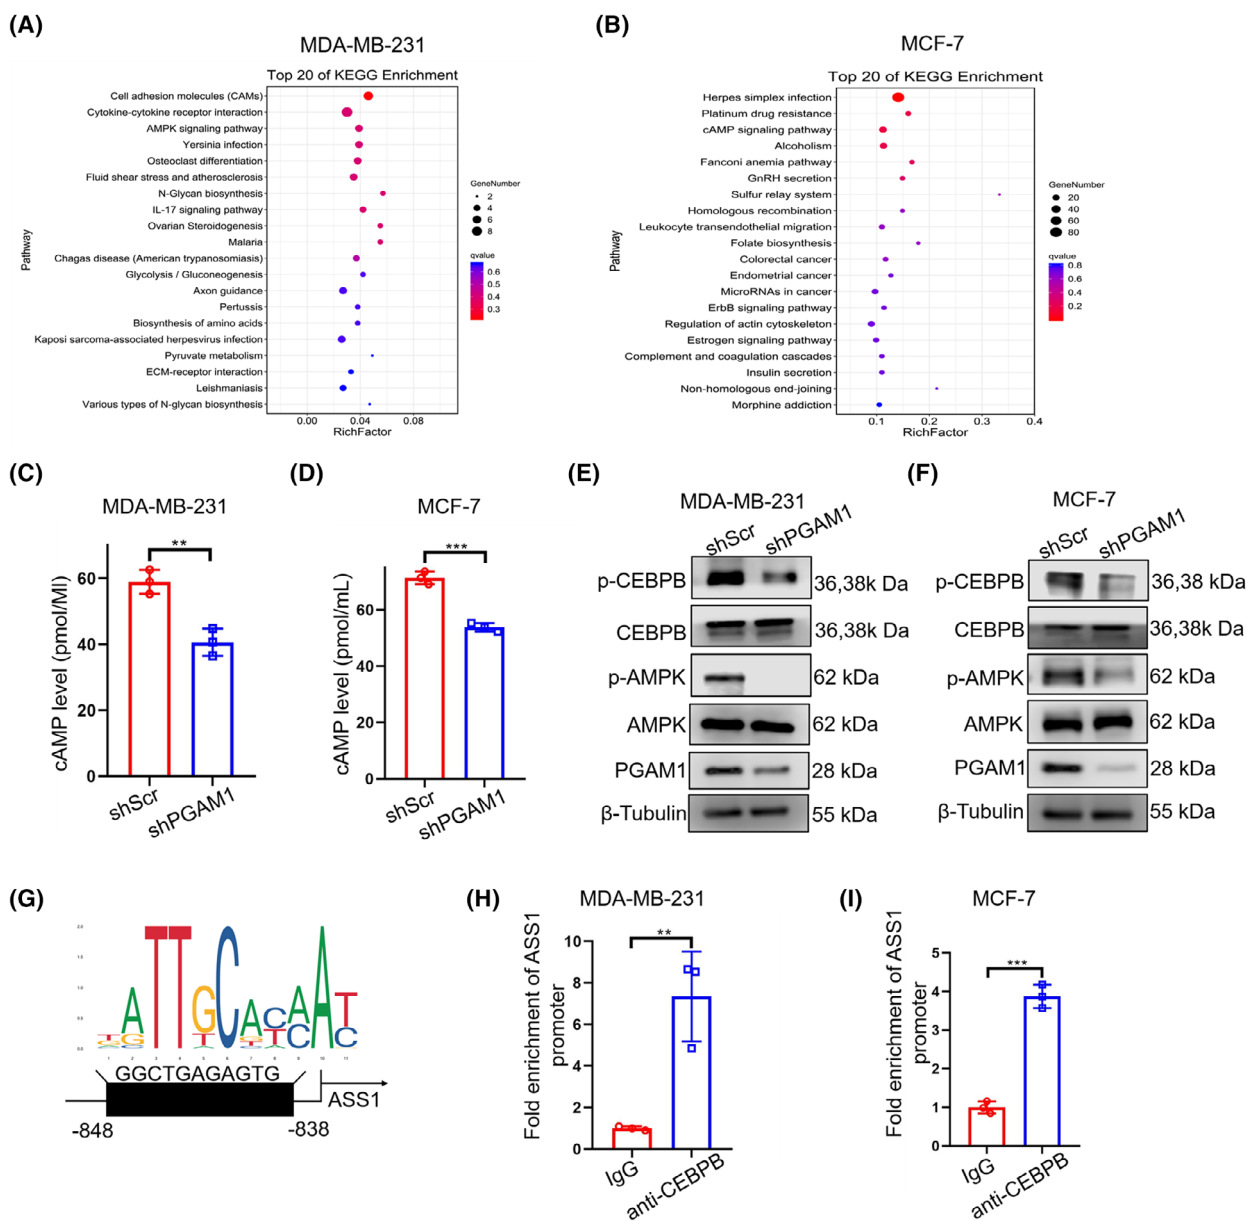 (A)
MDA-MB-231
Top 20 of KEGG Enrichment
Pathway
Cell adhesion molecules (CAMs)
Cytokine-cytokine receptor interaction
AMPK signaling pathway
Yersinia infection
Osteoclast differentiation
Fluid shear stress and atherosclerosis
N-Glycan biosynthesis
IL-17 signaling pathway
Ovarian Steroidogenesis
Malaria
Chagas disease (American trypanosomiasis)
Glycolysis / Gluconeogenesis
Axon guidance
Pertussis
Biosynthesis of amino acids
Kaposi sarcoma-associated herpesvirus infection
Pyruvate metabolism
ECM-receptor interaction
Leishmaniasis
Various types of N-glycan biosynthesis
0.00 0.04 0.08
RichFactor
GeneNumber
2
4
6
8
qvalue
0.6
0.5
0.4
0.3
(B)
MCF-7
Top 20 of KEGG Enrichment
Pathway
Herpes simplex infection
Platinum drug resistance
cAMP signaling pathway
Alcoholism
Fanconi anemia pathway
GnRH secretion
Sulfur relay system
Homologous recombination
Leukocyte transendothelial migration
Folate biosynthesis
Colorectal cancer
Endometrial cancer
MicroRNAs in cancer
ErbB signaling pathway
Regulation of actin cytoskeleton
Estrogen signaling pathway
Complement and coagulation cascades
Insulin secretion
Non-homologous end-joining
Morphine addiction
0.1 0.2 0.3 0.4
RichFactor
GeneNumber
20
40
60
80
qvalue
0.8
0.6
0.4
0.2
(C)
MDA-MB-231
cAMP level (pmol/Ml)
60
40
20
0
**
shScr
shPGAM1
(D)
MCF-7
cAMP level (pmol/mL)
60
40
20
0
***
shScr
shPGAM1
(E)
MDA-MB-231
shScr
shPGAM1
p-CEBPB 36,38k Da
CEBPB 36,38k Da
p-AMPK 62 kDa
AMPK 62 kDa
PGAM1 28 kDa
β-Tubulin 55 kDa
(F)
MCF-7
shScr
shPGAM1
p-CEBPB 36,38 kDa
CEBPB 36,38k Da
p-AMPK 62 kDa
AMPK 62 kDa
PGAM1 28 kDa
β-Tubulin 55 kDa
(G)
GGCTGAGAGTG
ASS1
-848
-838
(H)
MDA-MB-231
Fold enrichment of ASS1
promoter
10
8
6
4
2
0
**
IgG
anti-CEBPB
(I)
MCF-7
Fold enrichment of ASS1
promoter
5
4
3
2
1
0
***
IgG
anti-CEBPB